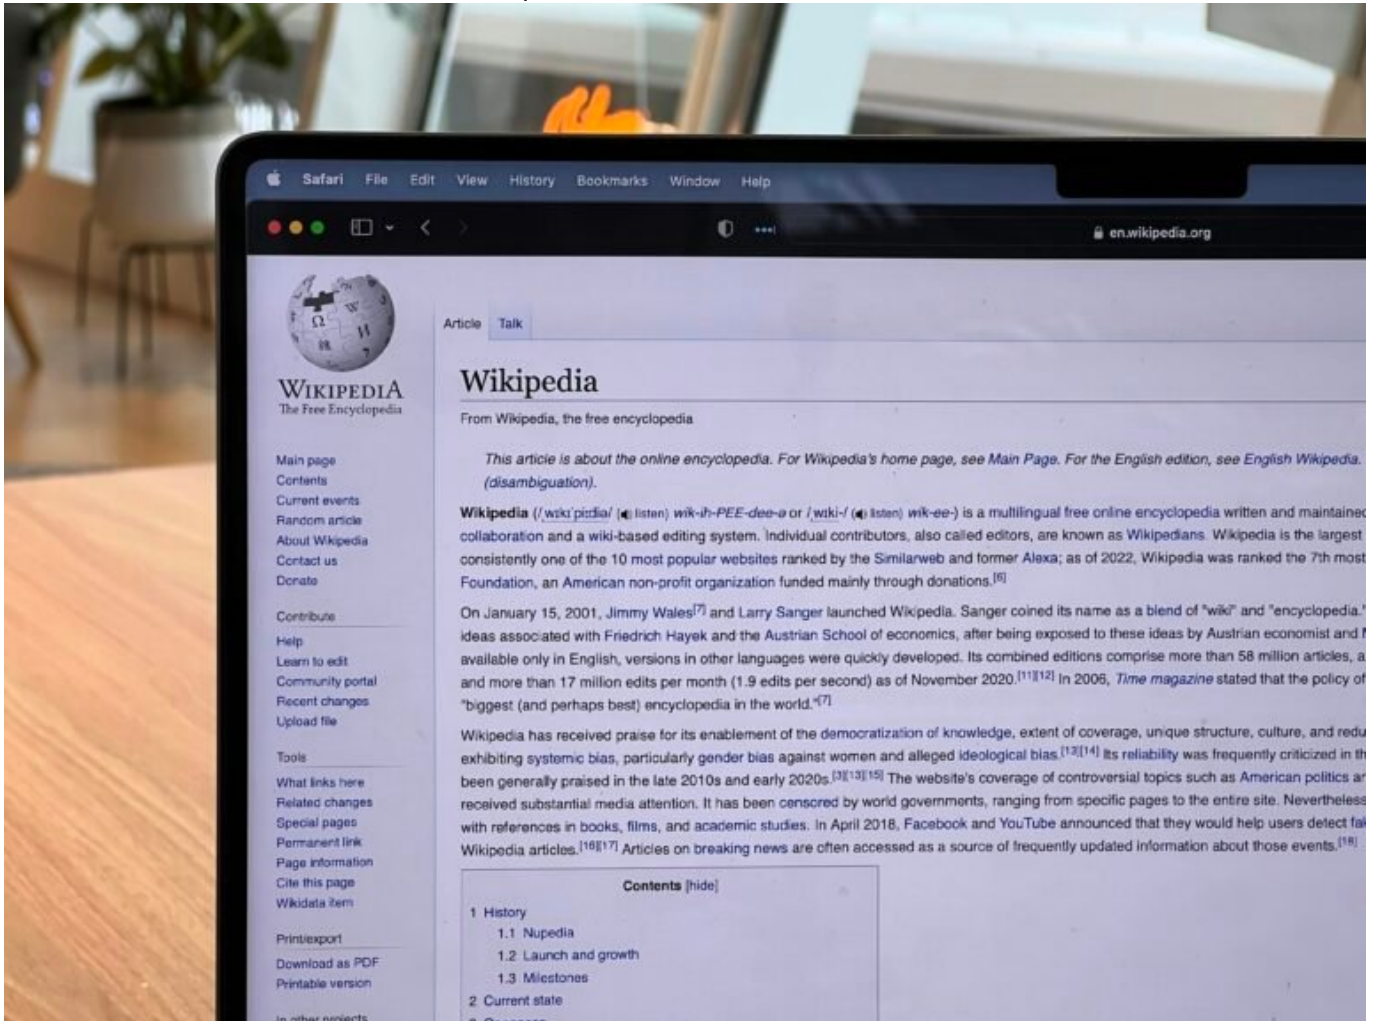 Safari File Edit View History Bookmarks Window Help
en.wikipedia.org
WIKIPEDIA
The Free Encyclopedia
Main page
Contents
Current events
Random article
About Wikipedia
Contact us
Donate
Contribute
Help
Learn to edit
Community portal
Recent changes
Upload file
Tools
What links here
Related changes
Special pages
Permanent link
Page information
Cite this page
Wikidata item
Print/export
Download as PDF
Printable version
In other projects
Article Talk
Wikipedia
From Wikipedia, the free encyclopedia
This article is about the online encyclopedia. For Wikipedia's home page, see Main Page. For the English edition, see English Wikipedia.
(disambiguation).
Wikipedia (/ˌwɪkɪˈpiːdiə/ (listen) wik-ih-PEE-dee-ə or /ˌwɪki-/ (listen) wik-ee-) is a multilingual free online encyclopedia written and maintained
collaboration and a wiki-based editing system. Individual contributors, also called editors, are known as Wikipedians. Wikipedia is the largest
consistently one of the 10 most popular websites ranked by the Similarweb and former Alexa; as of 2022, Wikipedia was ranked the 7th most
Foundation, an American non-profit organization funded mainly through donations.[6]
On January 15, 2001, Jimmy Wales[7] and Larry Sanger launched Wikipedia. Sanger coined its name as a blend of "wiki" and "encyclopedia."
ideas associated with Friedrich Hayek and the Austrian School of economics, after being exposed to these ideas by Austrian economist and
available only in English, versions in other languages were quickly developed. Its combined editions comprise more than 58 million articles, a
and more than 17 million edits per month (1.9 edits per second) as of November 2020.[11][12] In 2006, Time magazine stated that the policy of
"biggest (and perhaps best) encyclopedia in the world."[7]
Wikipedia has received praise for its enablement of the democratization of knowledge, extent of coverage, unique structure, culture, and redu
exhibiting systemic bias, particularly gender bias against women and alleged ideological bias.[13][14] Its reliability was frequently criticized in th
been generally praised in the late 2010s and early 2020s.[3][13][15] The website's coverage of controversial topics such as American politics an
received substantial media attention. It has been censored by world governments, ranging from specific pages to the entire site. Nevertheless
with references in books, films, and academic studies. In April 2018, Facebook and YouTube announced that they would help users detect fak
Wikipedia articles.[16][17] Articles on breaking news are often accessed as a source of frequently updated information about those events.[18]
Contents [hide]
1 History
1.1 Nupedia
1.2 Launch and growth
1.3 Milestones
2 Current state